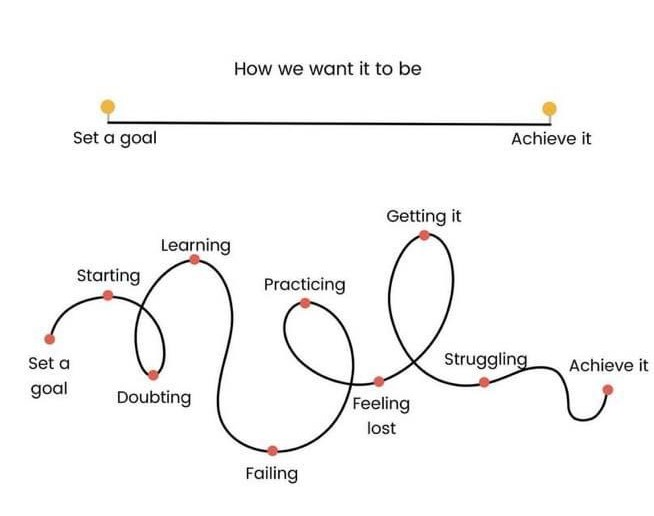 How we want it to be
Set a goal
Achieve it
Getting it
Learning
Starting
Practicing
Struggling
Achieve it
Set a
goal
Doubting
Feeling
lost
Failing